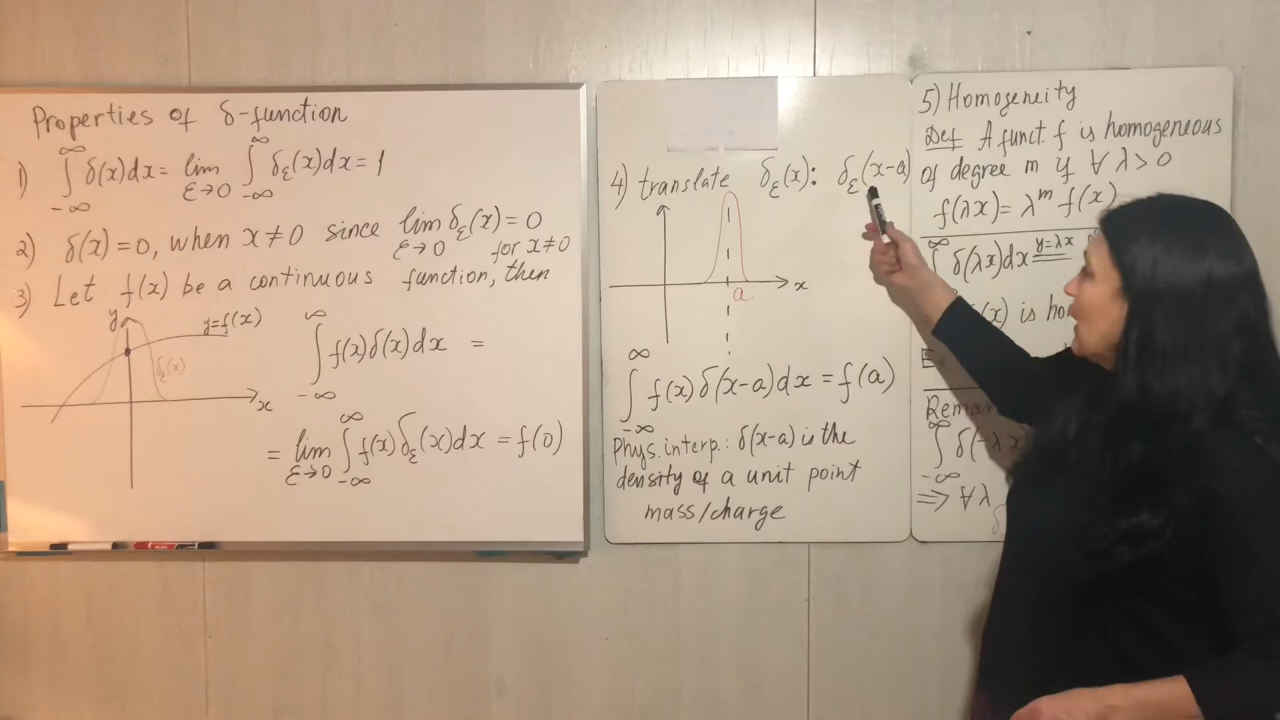 Properties of δ-function
1) ∫_{-∞}^{∞} δ(x)dx = lim_{ε→0} ∫_{-∞}^{∞} δ_ε(x)dx = 1
2) δ(x)=0, when x≠0 since lim_{ε→0} δ_ε(x)=0 for x≠0
3) Let f(x) be a continuous function, then
y y=f(x)
δ_ε(x)
x
∫_{-∞}^{∞} f(x)δ(x)dx =
= lim_{ε→0} ∫_{-∞}^{∞} f(x)δ_ε(x)dx = f(0)
4) translate δ_ε(x): δ_ε(x-a)
a x
∫_{-∞}^{∞} f(x)δ(x-a)dx = f(a)
Phys. interp.: δ(x-a) is the
density of a unit point
mass/charge
5) Homogeneity
Def A funct. f is homogeneous
of degree m if ∀ λ>0
f(λx) = λ^m f(x)
∫^{∞} δ(λx)dx y=λx
(x) is
∫_{-∞}^{∞} δ(-λx
⇒ ∀λ